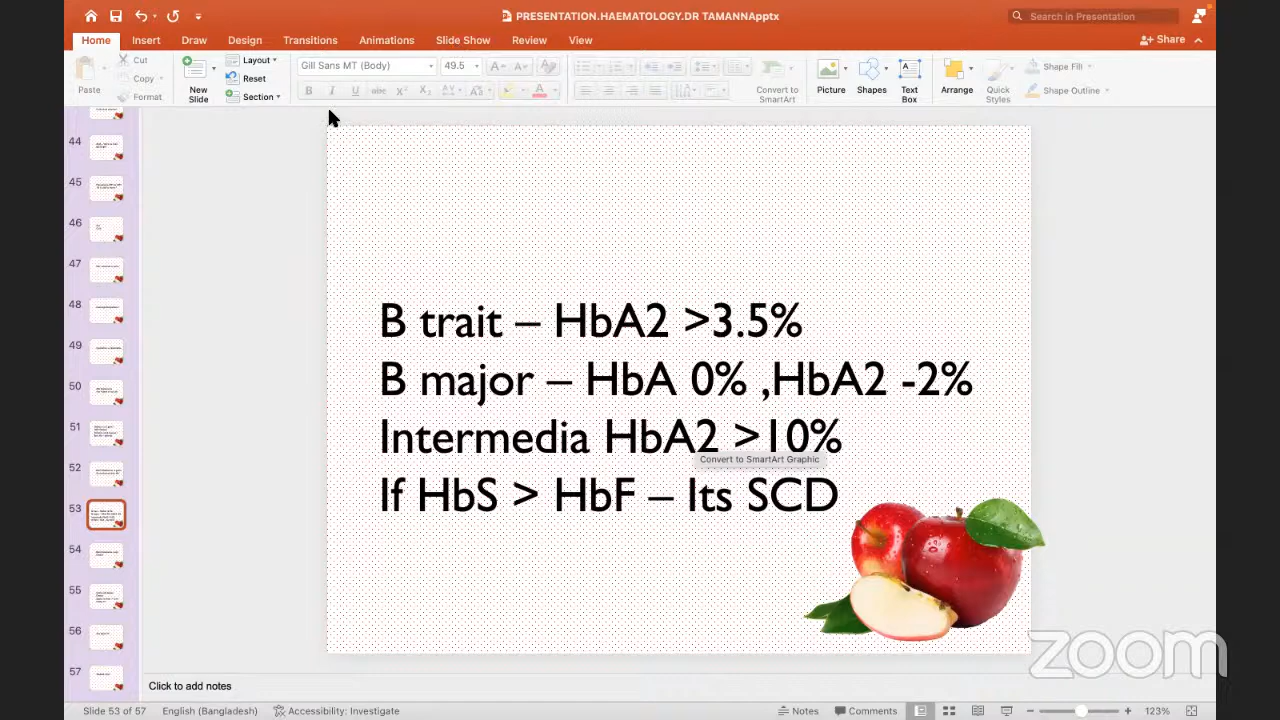 PRESENTATION.HAEMATOLOGY.DR TAMANNApptx
Search in Presentation
Home Insert Draw Design Transitions Animations Slide Show Review View
Share
Paste
Cut
Copy
Format
New Slide
Layout
Reset
Section
Gill Sans MT (Body)
49.5
Convert to SmartArt
Picture
Shapes
Text Box
Arrange
Quick Styles
Shape Fill
Shape Outline
44
45
46
47
48
49
50
51
52
53
54
55
56
57
B trait – HbA2 >3.5%
B major – HbA 0% ,HbA2 -2%
Intermedia HbA2 >10%
Convert to SmartArt Graphic
If HbS > HbF – Its SCD
zoom
Click to add notes
Slide 53 of 57 English (Bangladesh) Accessibility: Investigate Notes Comments 123%